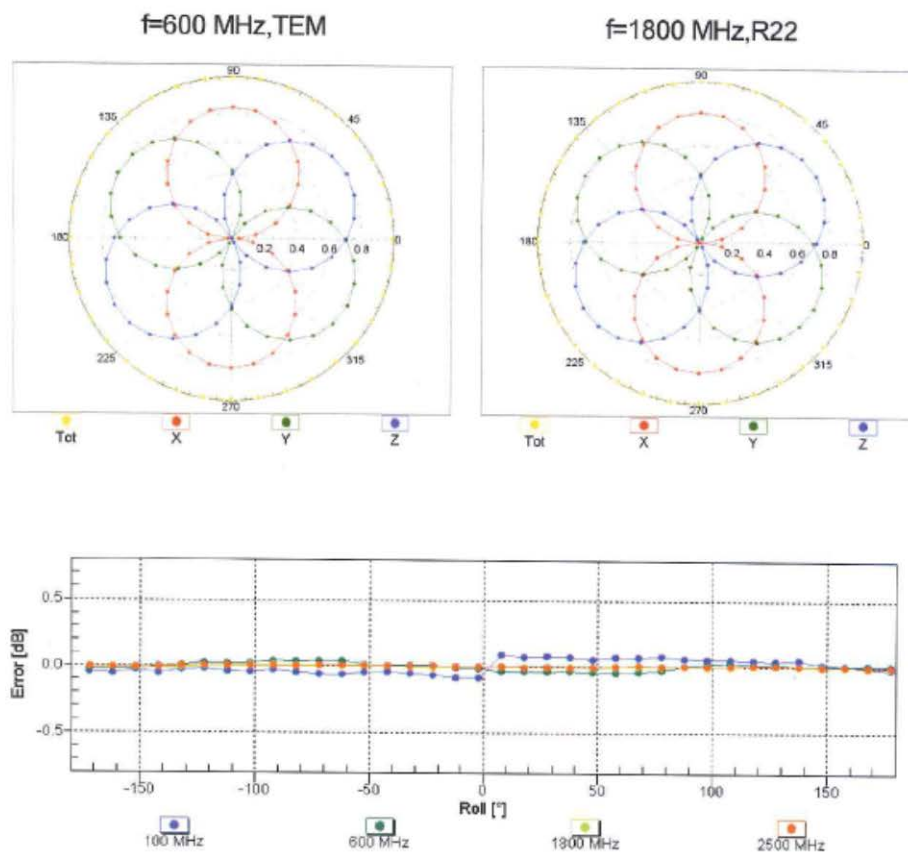 f=600 MHz,TEM
f=1800 MHz,R22
90
135
45
180
0.2 0.4 0.6 0.8
0
225
315
270
Tot X Y Z
90
135
45
180
0.2 0.4 0.6 0.8
0
225
315
270
Tot X Y Z
Error [dB]
0.5
0.0
-0.5
-150 -100 -50 0 50 100 150
Roll [°]
100 MHz 600 MHz 1800 MHz 2500 MHz